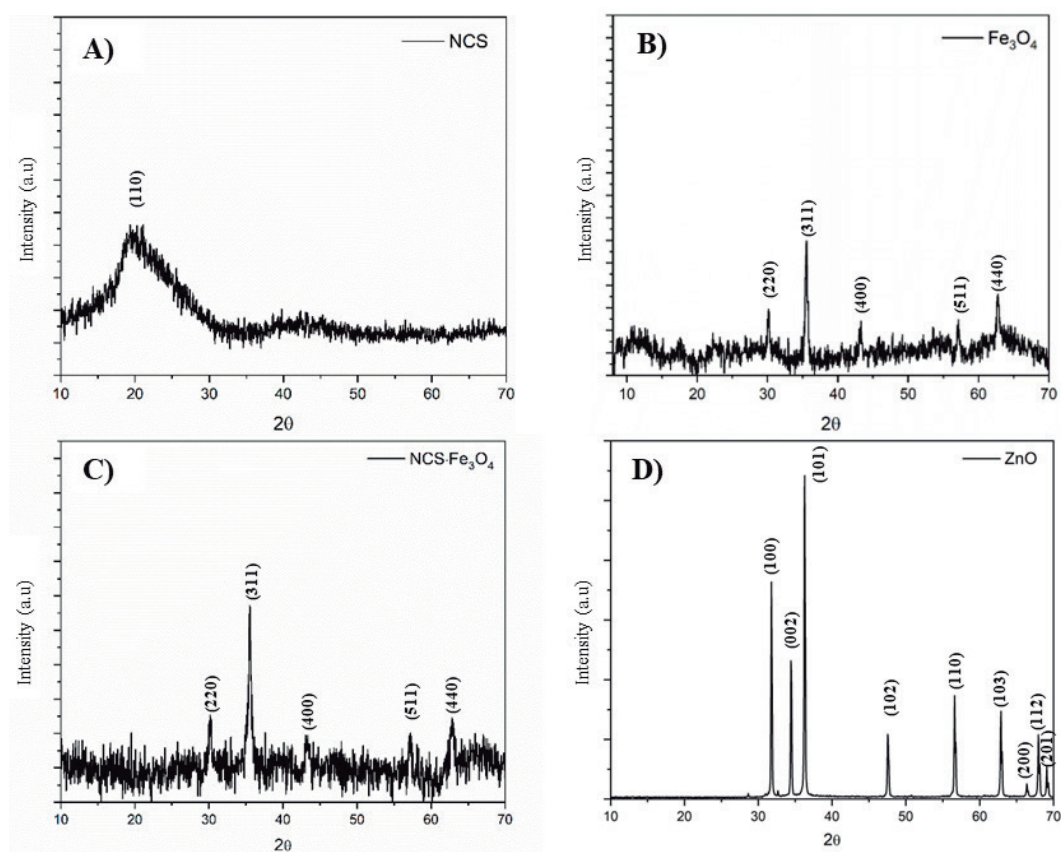 A)
NCS
Intensity (a.u)
(110)
10 20 30 40 50 60 70
2θ
B)
Fe₃O₄
Intensity (a.u)
(220)
(311)
(400)
(511)
(440)
10 20 30 40 50 60 70
2θ
C)
NCS-Fe₃O₄
Intensity (a.u)
(220)
(311)
(400)
(511)
(440)
10 20 30 40 50 60 70
2θ
D)
ZnO
Intensity (a.u)
(100)
(002)
(101)
(102)
(110)
(103)
(200)
(112)
(201)
10 20 30 40 50 60 70
2θ